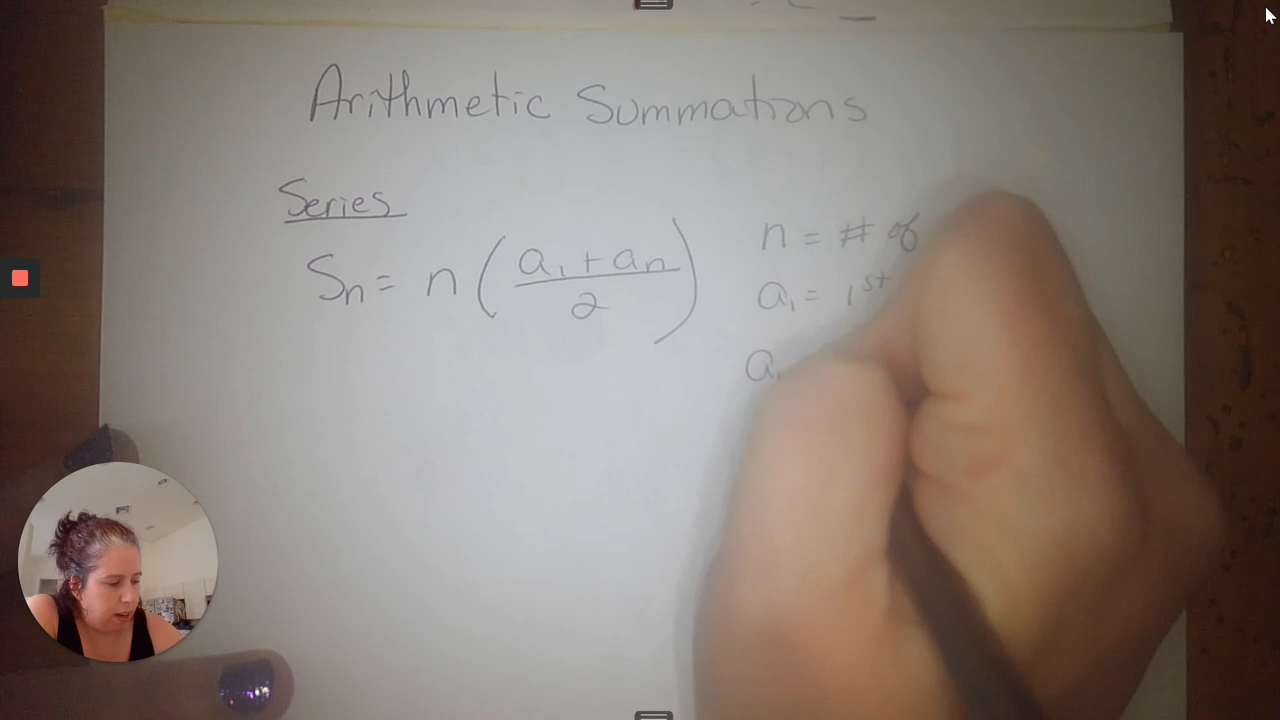 Arithmetic Summations
Series
Sn = n ( a1 + an / 2 )
n = # of
a1 = 1st
a